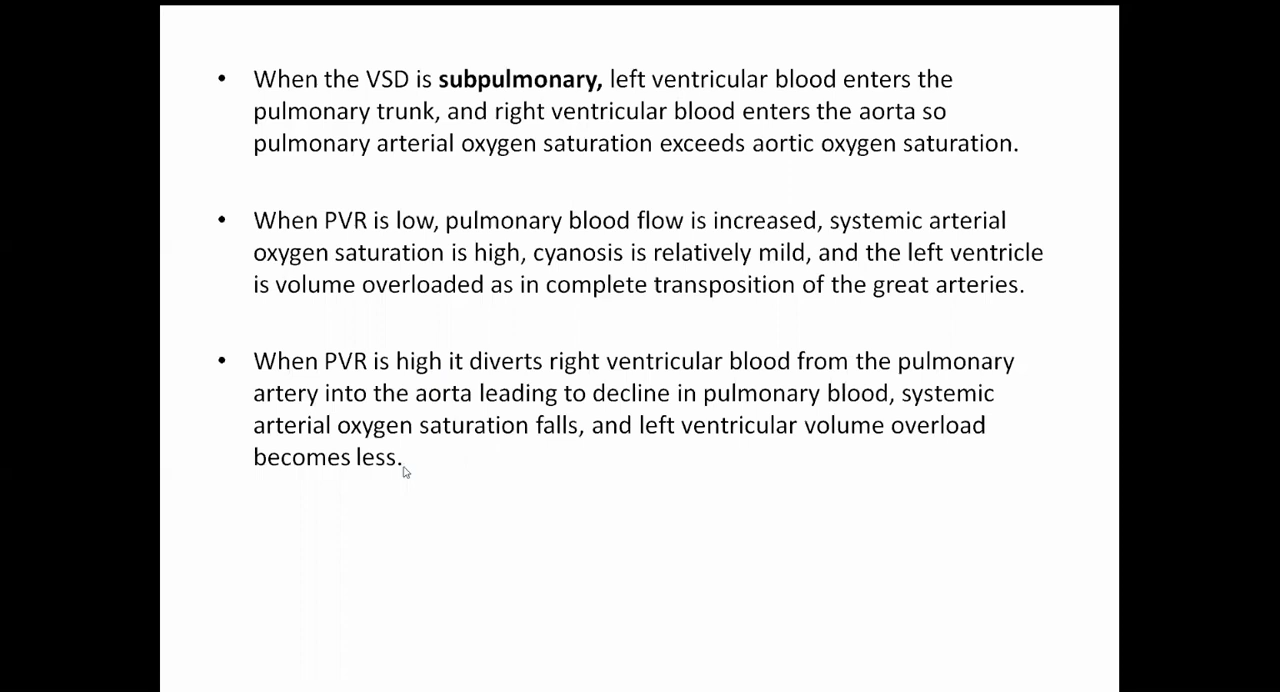 • When the VSD is subpulmonary, left ventricular blood enters the
pulmonary trunk, and right ventricular blood enters the aorta so
pulmonary arterial oxygen saturation exceeds aortic oxygen saturation.
• When PVR is low, pulmonary blood flow is increased, systemic arterial
oxygen saturation is high, cyanosis is relatively mild, and the left ventricle
is volume overloaded as in complete transposition of the great arteries.
• When PVR is high it diverts right ventricular blood from the pulmonary
artery into the aorta leading to decline in pulmonary blood, systemic
arterial oxygen saturation falls, and left ventricular volume overload
becomes less.